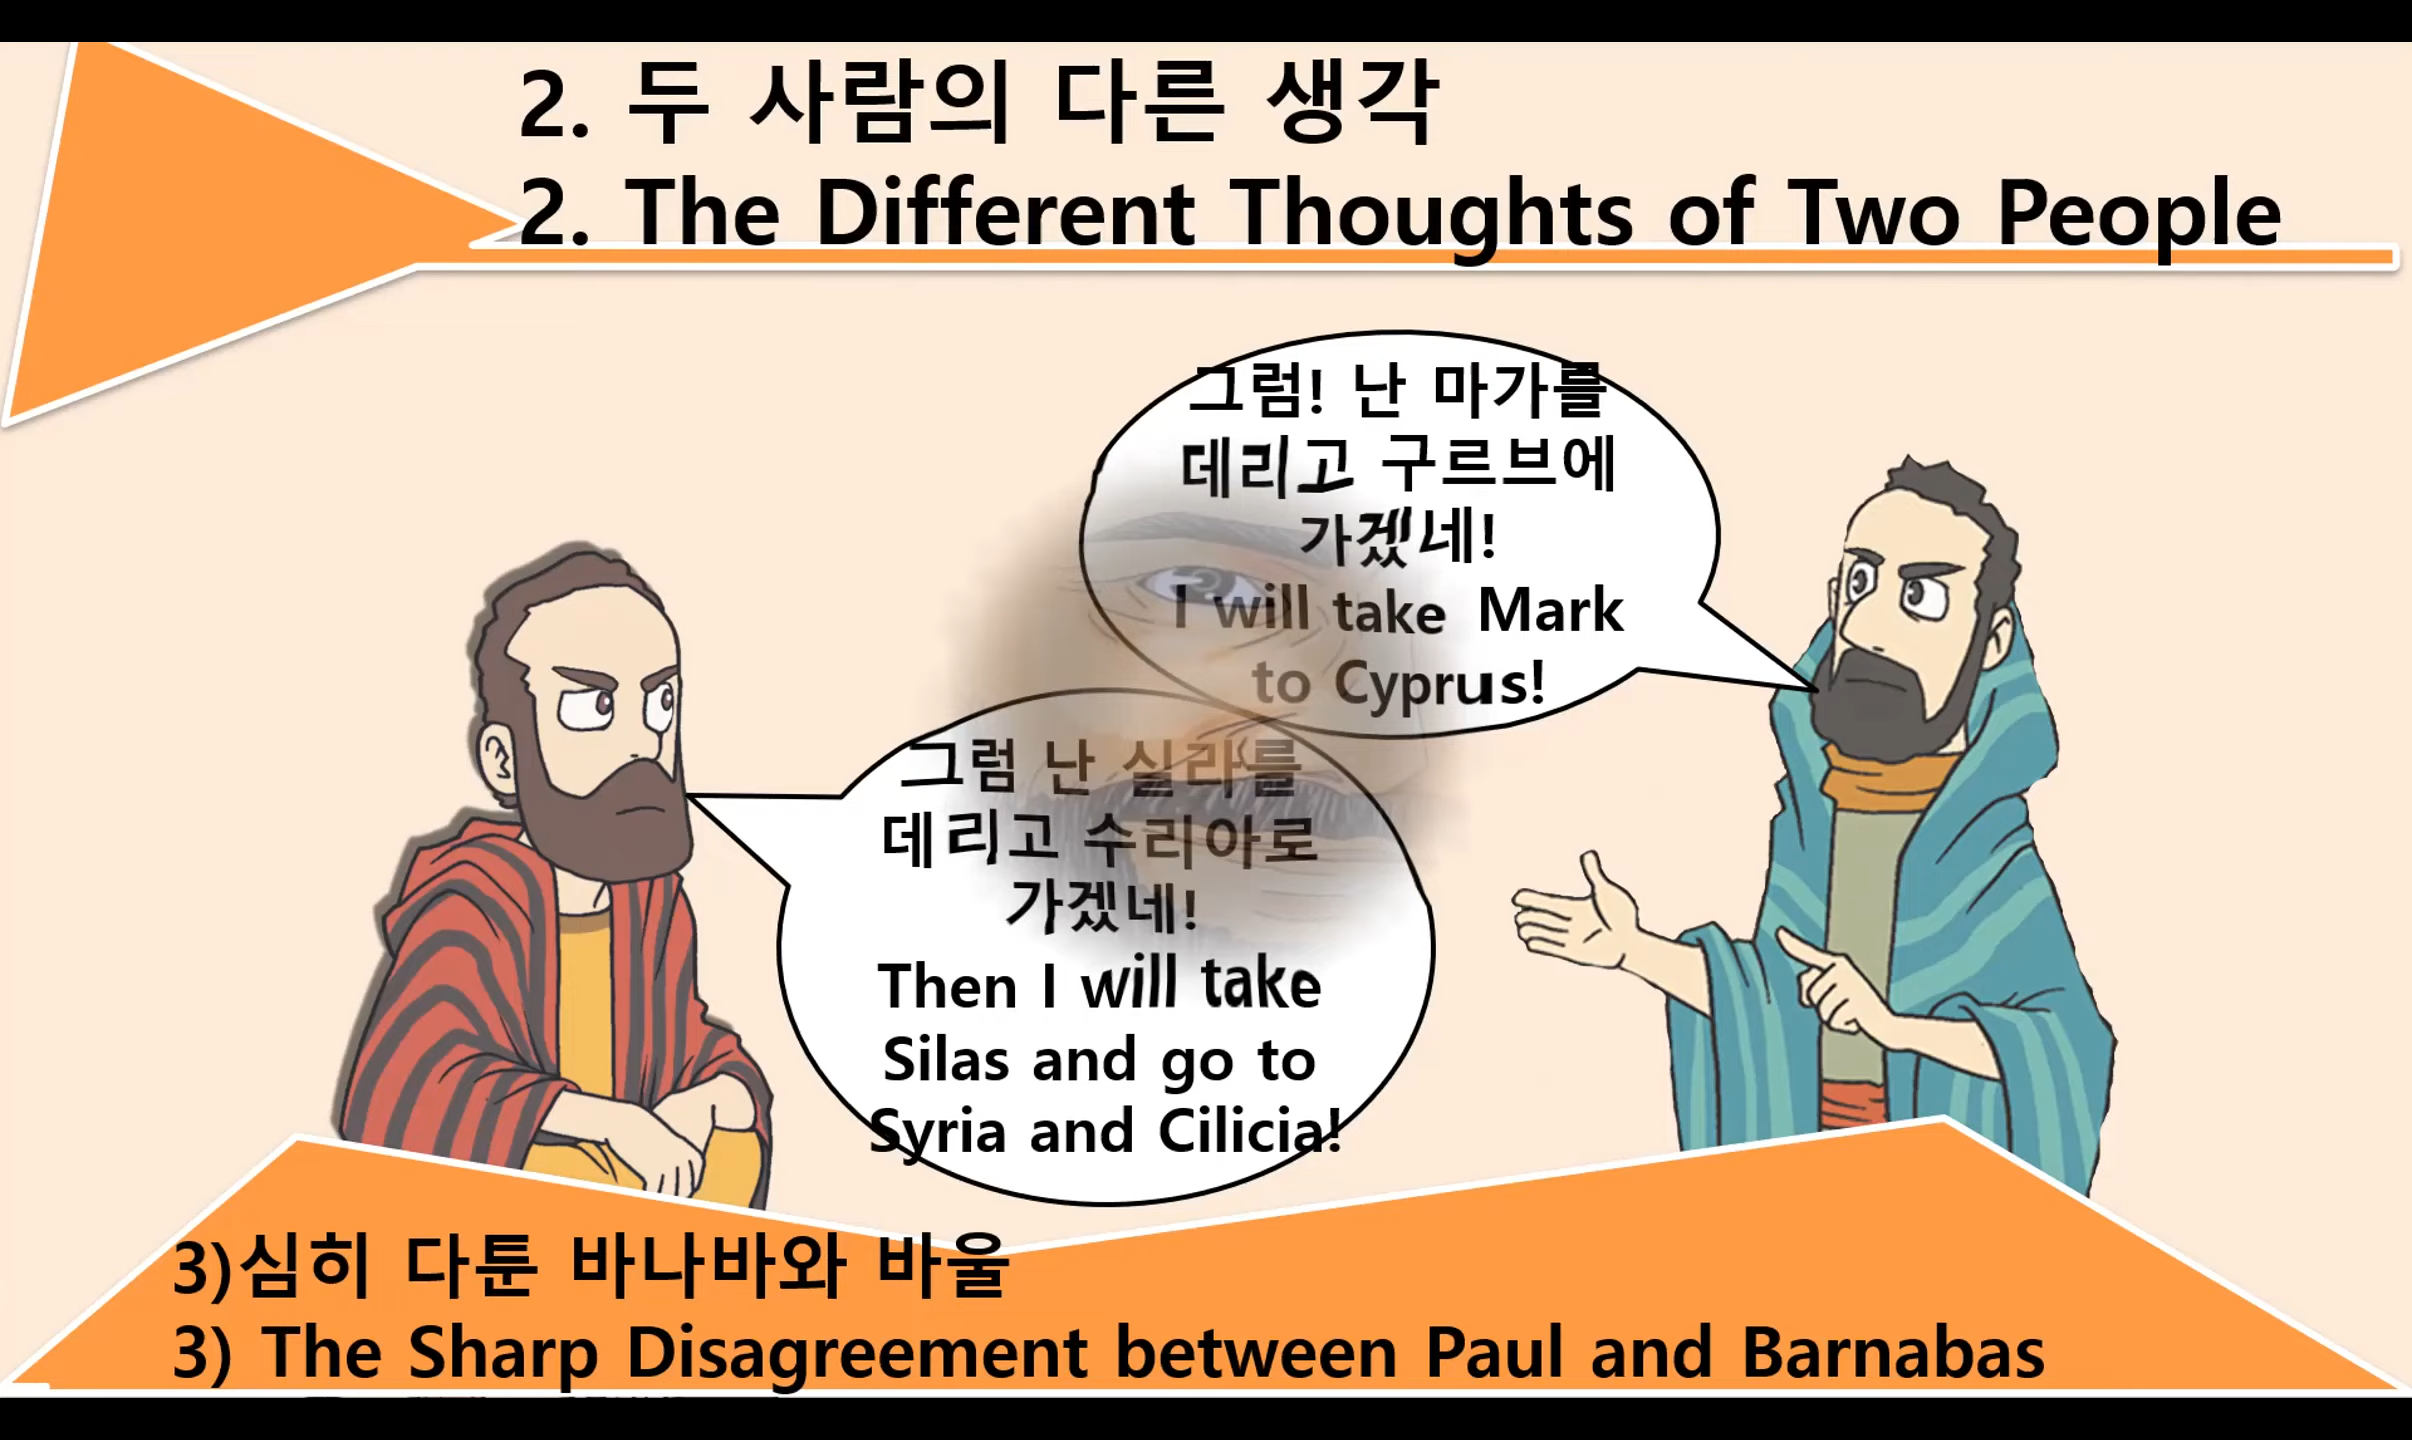 2. 두 사람의 다른 생각
2. The Different Thoughts of Two People
그럼! 난 마가를
데리고 구르브에
가겠네!
I will take Mark
to Cyprus!
그럼 난 실라를
데리고 수리아로
가겠네!
Then I will take
Silas and go to
Syria and Cilicia!
3)심히 다툰 바나바와 바울
3) The Sharp Disagreement between Paul and Barnabas